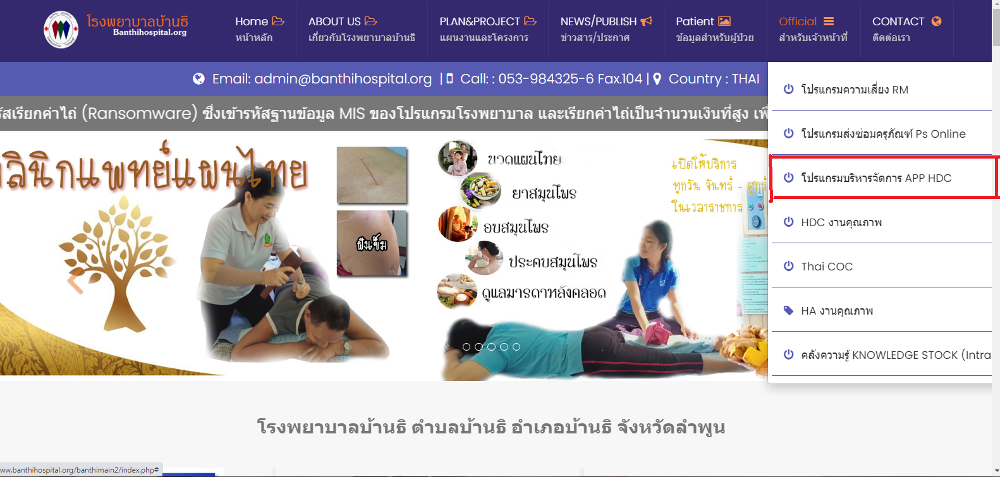 โรงพยาบาลบ้านธิ
Banthihospital.org
Home
หน้าหลัก
ABOUT US
เกี่ยวกับโรงพยาบาลบ้านธิ
PLAN&PROJECT
แผนงานและโครงการ
NEWS/PUBLISH
ข่าวสาร/ประกาศ
Patient
ข้อมูลสำหรับผู้ป่วย
Official
สำหรับเจ้าหน้าที่
CONTACT
ติดต่อเรา
Email: admin@banthihospital.org | Call: : 053-984325-6 Fax.104 | Country : THAI
รัสเรียกค่าไถ่ (Ransomware) ซึ่งเข้ารหัสฐานข้อมูล MIS ของโปรแกรมโรงพยาบาล และเรียกค่าไถ่เป็นจำนวนเงินที่สูง เพื่
โปรแกรมความเสี่ยง RM
โปรแกรมส่งซ่อมครุภัณฑ์ Ps Online
โปรแกรมบริหารจัดการ APP HDC
HDC งานคุณภาพ
Thai COC
HA งานคุณภาพ
คลังความรู้ KNOWLEDGE STOCK (Intra
ลินิกแพทย์แผนไทย
ฝังเข็ม
นวดแผนไทย
ยาสมุนไพร
อบสมุนไพร
ประคบสมุนไพร
ดูแลมารดาหลังคลอด
เปิดให้บริการ
ทุกวัน จันทร์ - ศุกร์
ในเวลาราชการ
โรงพยาบาลบ้านธิ ตำบลบ้านธิ อำเภอบ้านธิ จังหวัดลำพูน
ww.banthihospital.org/banthimain2/index.php#